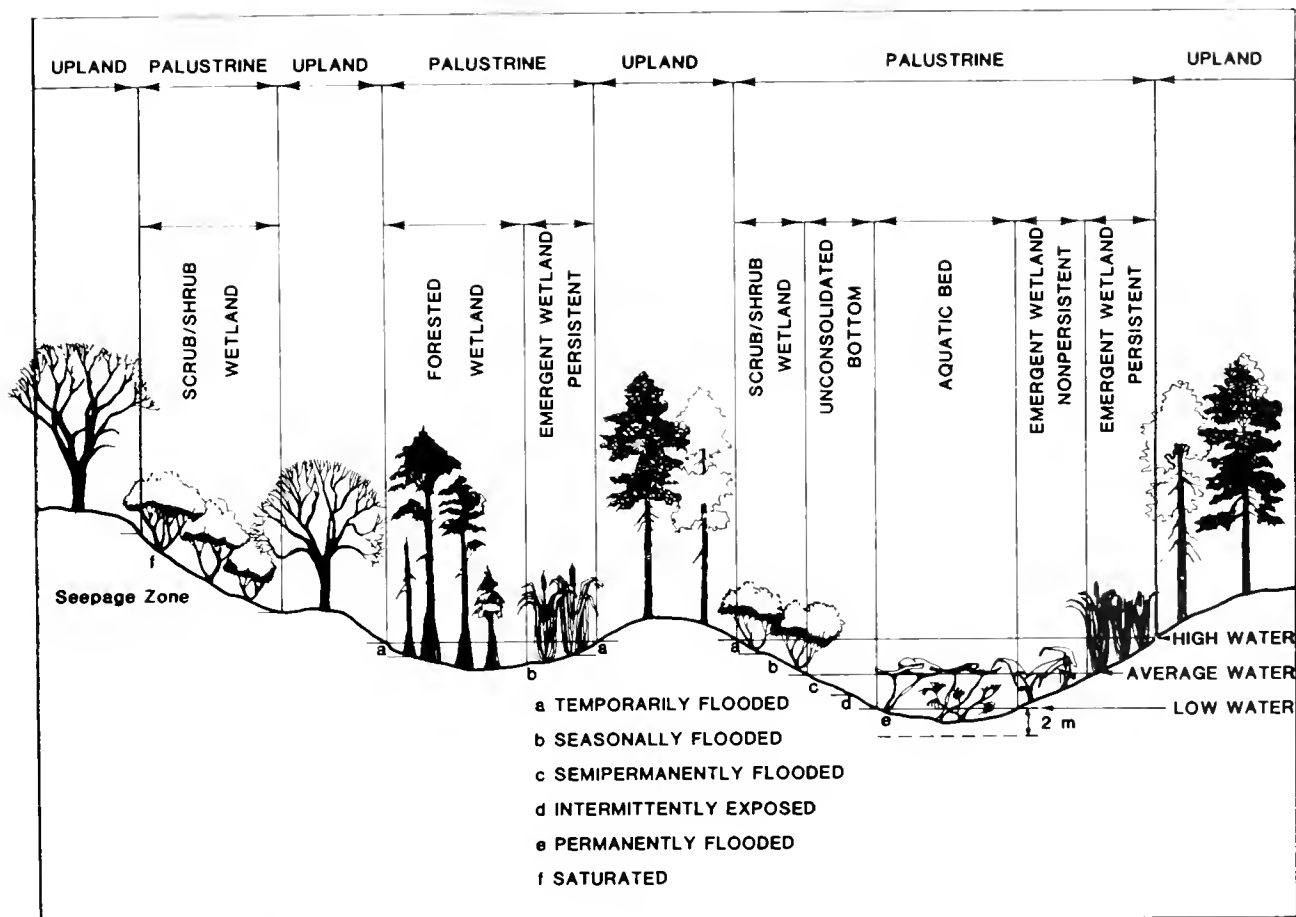 UPLAND PALUSTRINE UPLAND PALUSTRINE UPLAND PALUSTRINE UPLAND
SCRUB/SHRUB
WETLAND
FORESTED
WETLAND
EMERGENT WETLAND
PERSISTENT
SCRUB/SHRUB
WETLAND
UNCONSOLIDATED
BOTTOM
AQUATIC BED
EMERGENT WETLAND
NONPERSISTENT
EMERGENT WETLAND
PERSISTENT
f
Seepage Zone
a
a
b
a
b
c
d
e
HIGH WATER
AVERAGE WATER
LOW WATER
2 m
a TEMPORARILY FLOODED
b SEASONALLY FLOODED
c SEMIPERMANENTLY FLOODED
d INTERMITTENTLY EXPOSED
e PERMANENTLY FLOODED
f SATURATED